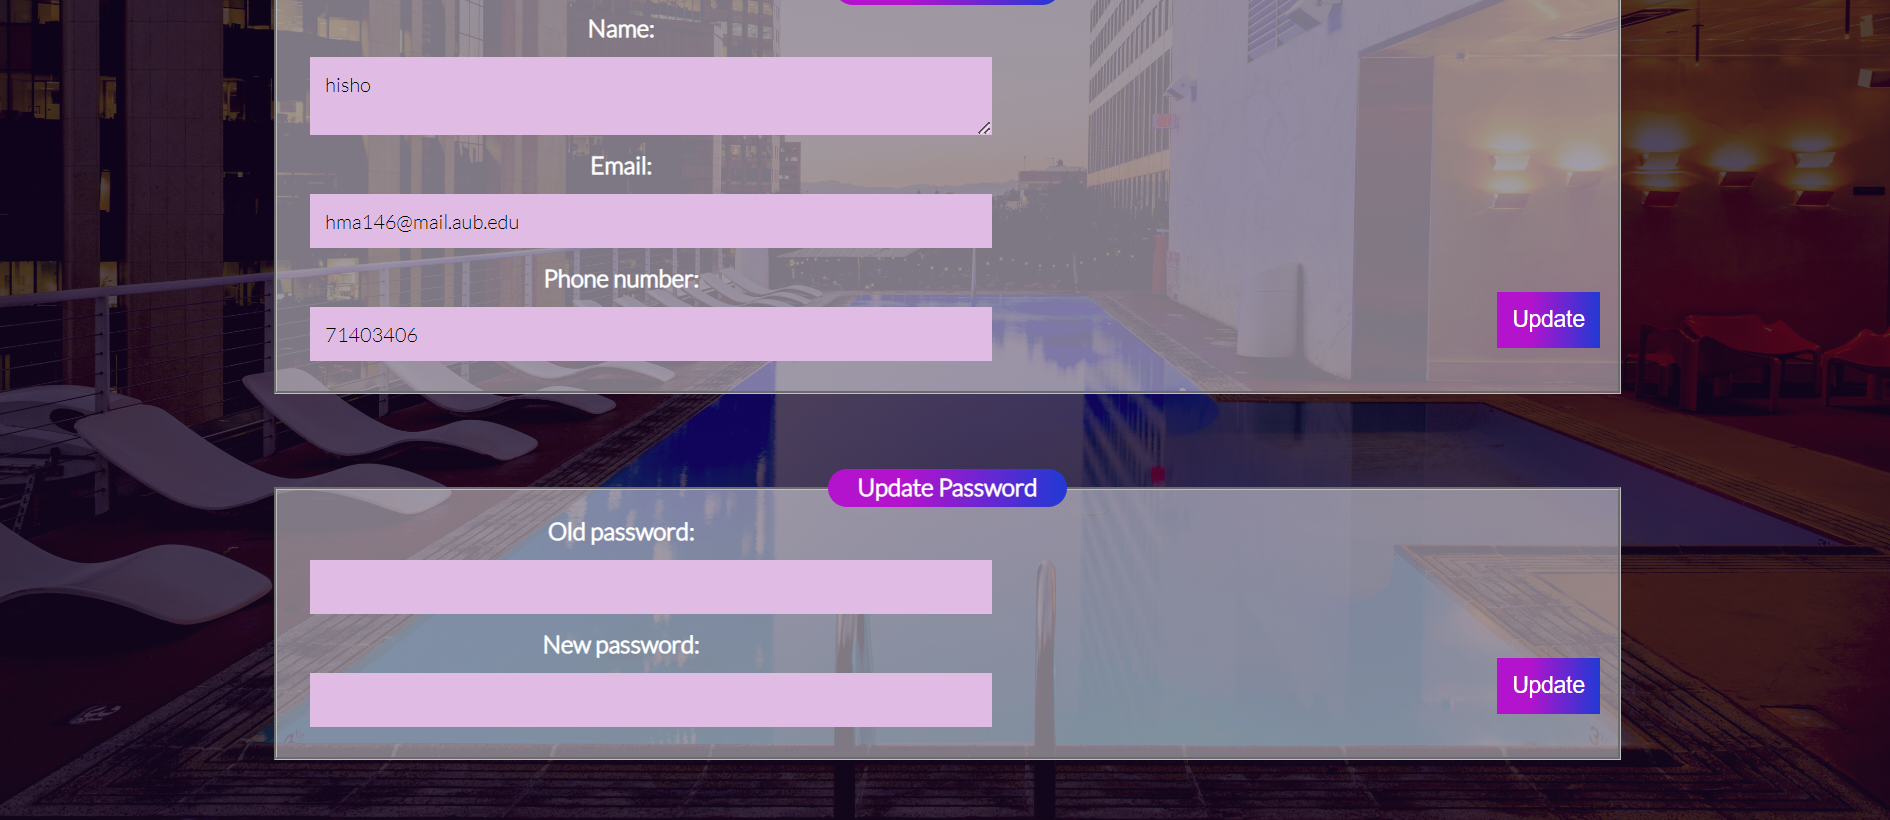 Name:
hisho
Email:
hma146@mail.aub.edu
Phone number:
71403406
Update
Update Password
Old password:
New password:
Update